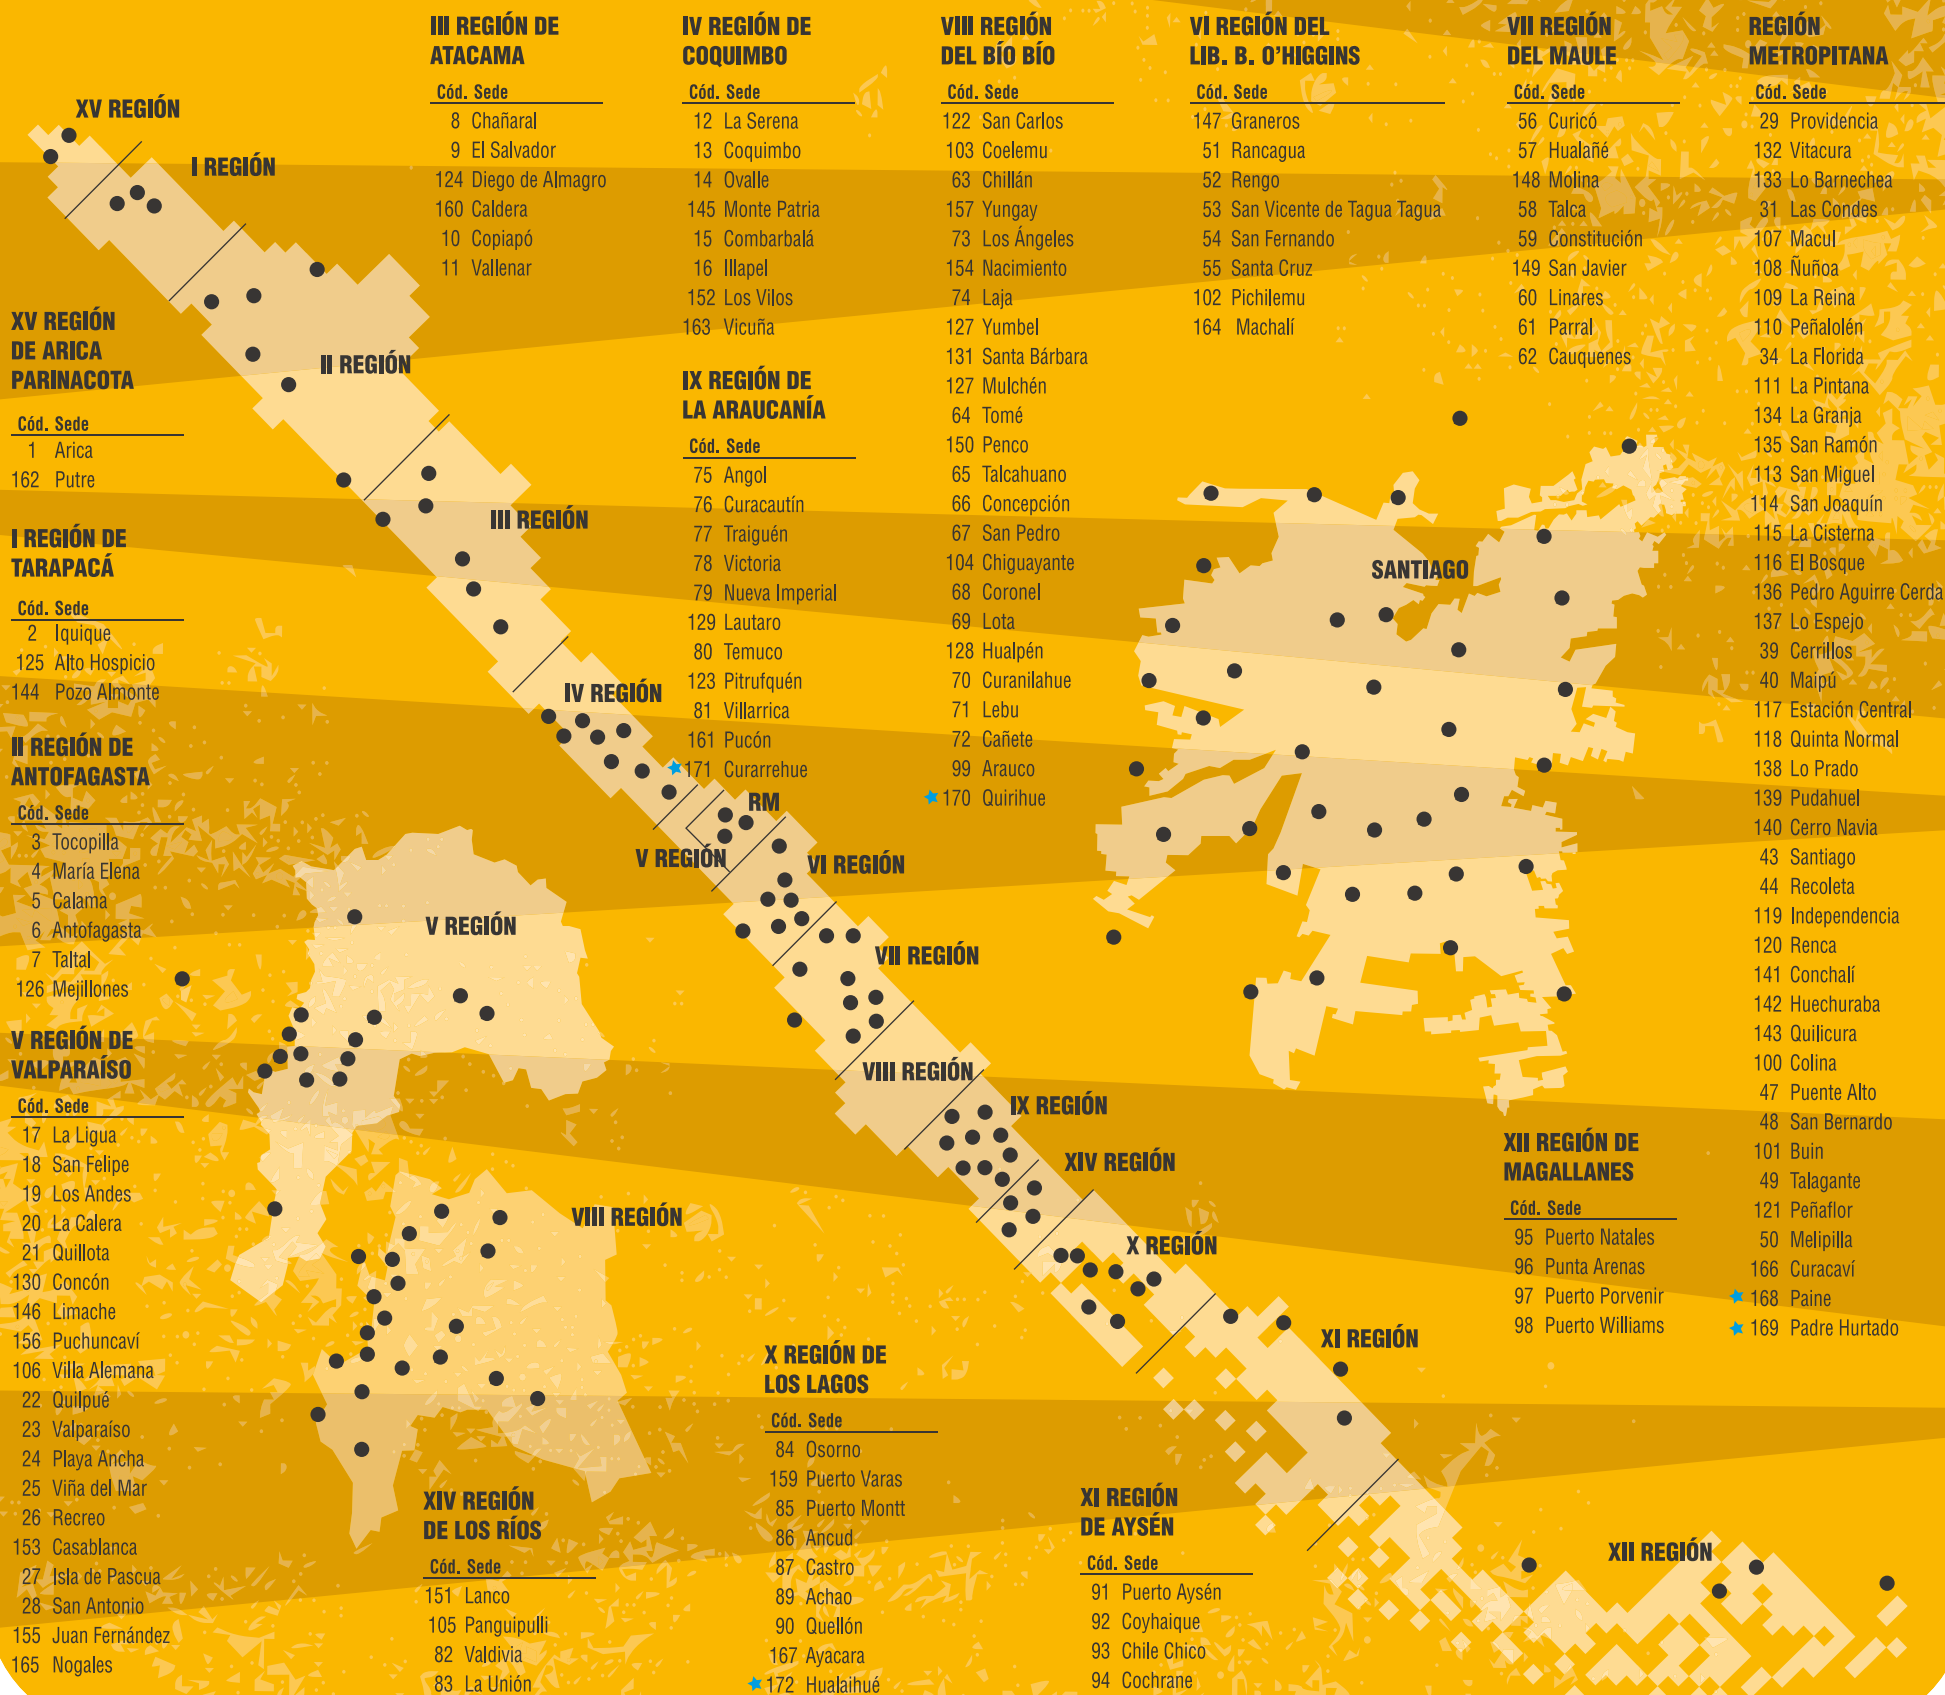 XV REGIÓN
I REGIÓN
II REGIÓN
III REGIÓN
IV REGIÓN
RM
V REGIÓN
VI REGIÓN
VII REGIÓN
VIII REGIÓN
IX REGIÓN
XIV REGIÓN
X REGIÓN
XI REGIÓN
XII REGIÓN
V REGIÓN
VIII REGIÓN
SANTIAGO
XV REGIÓN
DE ARICA
PARINACOTA
Cód. Sede
1 Arica
162 Putre
I REGIÓN DE
TARAPACÁ
Cód. Sede
2 Iquique
125 Alto Hospicio
144 Pozo Almonte
II REGIÓN DE
ANTOFAGASTA
Cód. Sede
3 Tocopilla
4 María Elena
5 Calama
6 Antofagasta
7 Taltal
126 Mejillones
V REGIÓN DE
VALPARAÍSO
Cód. Sede
17 La Ligua
18 San Felipe
19 Los Andes
20 La Calera
21 Quillota
130 Concón
146 Limache
156 Puchuncaví
106 Villa Alemana
22 Quilpué
23 Valparaíso
24 Playa Ancha
25 Viña del Mar
26 Recreo
153 Casablanca
27 Isla de Pascua
28 San Antonio
155 Juan Fernández
165 Nogales
III REGIÓN DE
ATACAMA
Cód. Sede
8 Chañaral
9 El Salvador
124 Diego de Almagro
160 Caldera
10 Copiapó
11 Vallenar
IV REGIÓN DE
COQUIMBO
Cód. Sede
12 La Serena
13 Coquimbo
14 Ovalle
145 Monte Patria
15 Combarbalá
16 Illapel
152 Los Vilos
163 Vicuña
IX REGIÓN DE
LA ARAUCANÍA
Cód. Sede
75 Angol
76 Curacautín
77 Traiguén
78 Victoria
79 Nueva Imperial
129 Lautaro
80 Temuco
123 Pitrufquén
81 Villarrica
161 Pucón
171 Curarrehue
VIII REGIÓN
DEL BÍO BÍO
Cód. Sede
122 San Carlos
103 Coelemu
63 Chillán
157 Yungay
73 Los Ángeles
154 Nacimiento
74 Laja
127 Yumbel
131 Santa Bárbara
127 Mulchén
64 Tomé
150 Penco
65 Talcahuano
66 Concepción
67 San Pedro
104 Chiguayante
68 Coronel
69 Lota
128 Hualpén
70 Curanilahue
71 Lebu
72 Cañete
99 Arauco
170 Quirihue
VI REGIÓN DEL
LIB. B. O'HIGGINS
Cód. Sede
147 Graneros
51 Rancagua
52 Rengo
53 San Vicente de Tagua Tagua
54 San Fernando
55 Santa Cruz
102 Pichilemu
164 Machalí
VII REGIÓN
DEL MAULE
Cód. Sede
56 Curicó
57 Hualañé
148 Molina
58 Talca
59 Constitución
149 San Javier
60 Linares
61 Parral
62 Cauquenes
REGIÓN
METROPITANA
Cód. Sede
29 Providencia
132 Vitacura
133 Lo Barnechea
31 Las Condes
107 Macul
108 Ñuñoa
109 La Reina
110 Peñalolén
34 La Florida
111 La Pintana
134 La Granja
135 San Ramón
113 San Miguel
114 San Joaquín
115 La Cisterna
116 El Bosque
136 Pedro Aguirre Cerda
137 Lo Espejo
39 Cerrillos
40 Maipú
117 Estación Central
118 Quinta Normal
138 Lo Prado
139 Pudahuel
140 Cerro Navia
43 Santiago
44 Recoleta
119 Independencia
120 Renca
141 Conchalí
142 Huechuraba
143 Quilicura
100 Colina
47 Puente Alto
48 San Bernardo
101 Buin
49 Talagante
121 Peñaflor
50 Melipilla
166 Curacaví
168 Paine
169 Padre Hurtado
XIV REGIÓN
DE LOS RÍOS
Cód. Sede
151 Lanco
105 Panguipulli
82 Valdivia
83 La Unión
X REGIÓN DE
LOS LAGOS
Cód. Sede
84 Osorno
159 Puerto Varas
85 Puerto Montt
86 Ancud
87 Castro
89 Achao
90 Quellón
167 Ayacara
172 Hualaihué
XI REGIÓN
DE AYSÉN
Cód. Sede
91 Puerto Aysén
92 Coyhaique
93 Chile Chico
94 Cochrane
XII REGIÓN DE
MAGALLANES
Cód. Sede
95 Puerto Natales
96 Punta Arenas
97 Puerto Porvenir
98 Puerto Williams